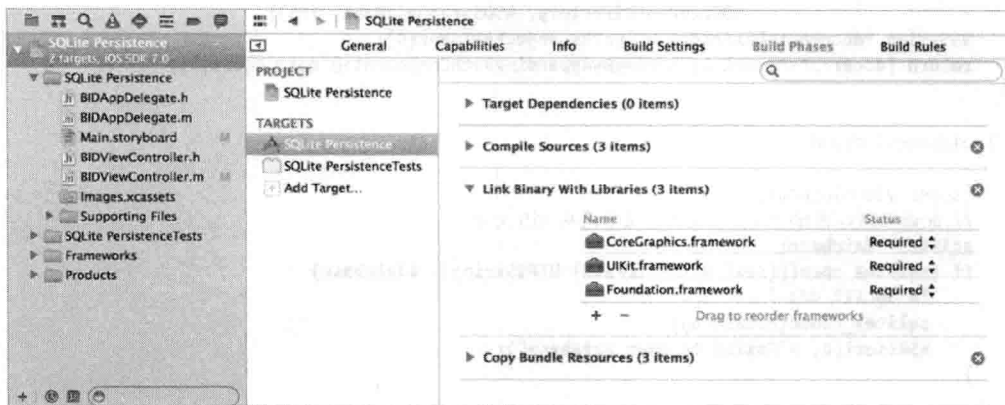 SQLite Persistence
SQLite Persistence
2 targets, iOS SDK 7.0
SQLite Persistence
BIDAppDelegate.h
BIDAppDelegate.m
Main.storyboard
M
BIDViewController.h
BIDViewController.m
M
Images.xcassets
Supporting Files
SQLite PersistenceTests
Frameworks
Products
General
Capabilities
Info
Build Settings
Build Phases
Build Rules
PROJECT
SQLite Persistence
TARGETS
SQLite Persistence
SQLite PersistenceTests
Add Target...
Target Dependencies (0 items)
Compile Sources (3 items)
Link Binary With Libraries (3 items)
Name
Status
CoreGraphics.framework
Required
UIKit.framework
Required
Foundation.framework
Required
Drag to reorder frameworks
Copy Bundle Resources (3 items)